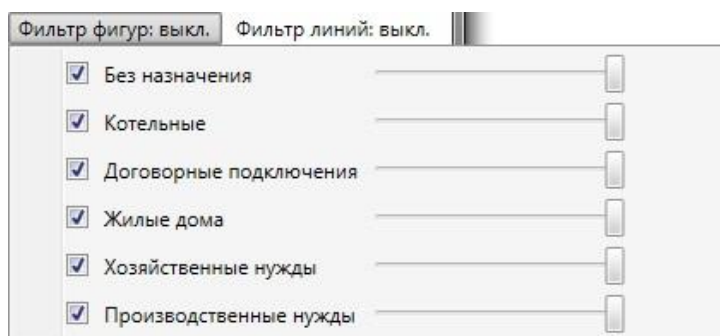 Фильтр фигур: выкл. Фильтр линий: выкл.
Без назначения
Котельные
Договорные подключения
Жилые дома
Хозяйственные нужды
Производственные нужды